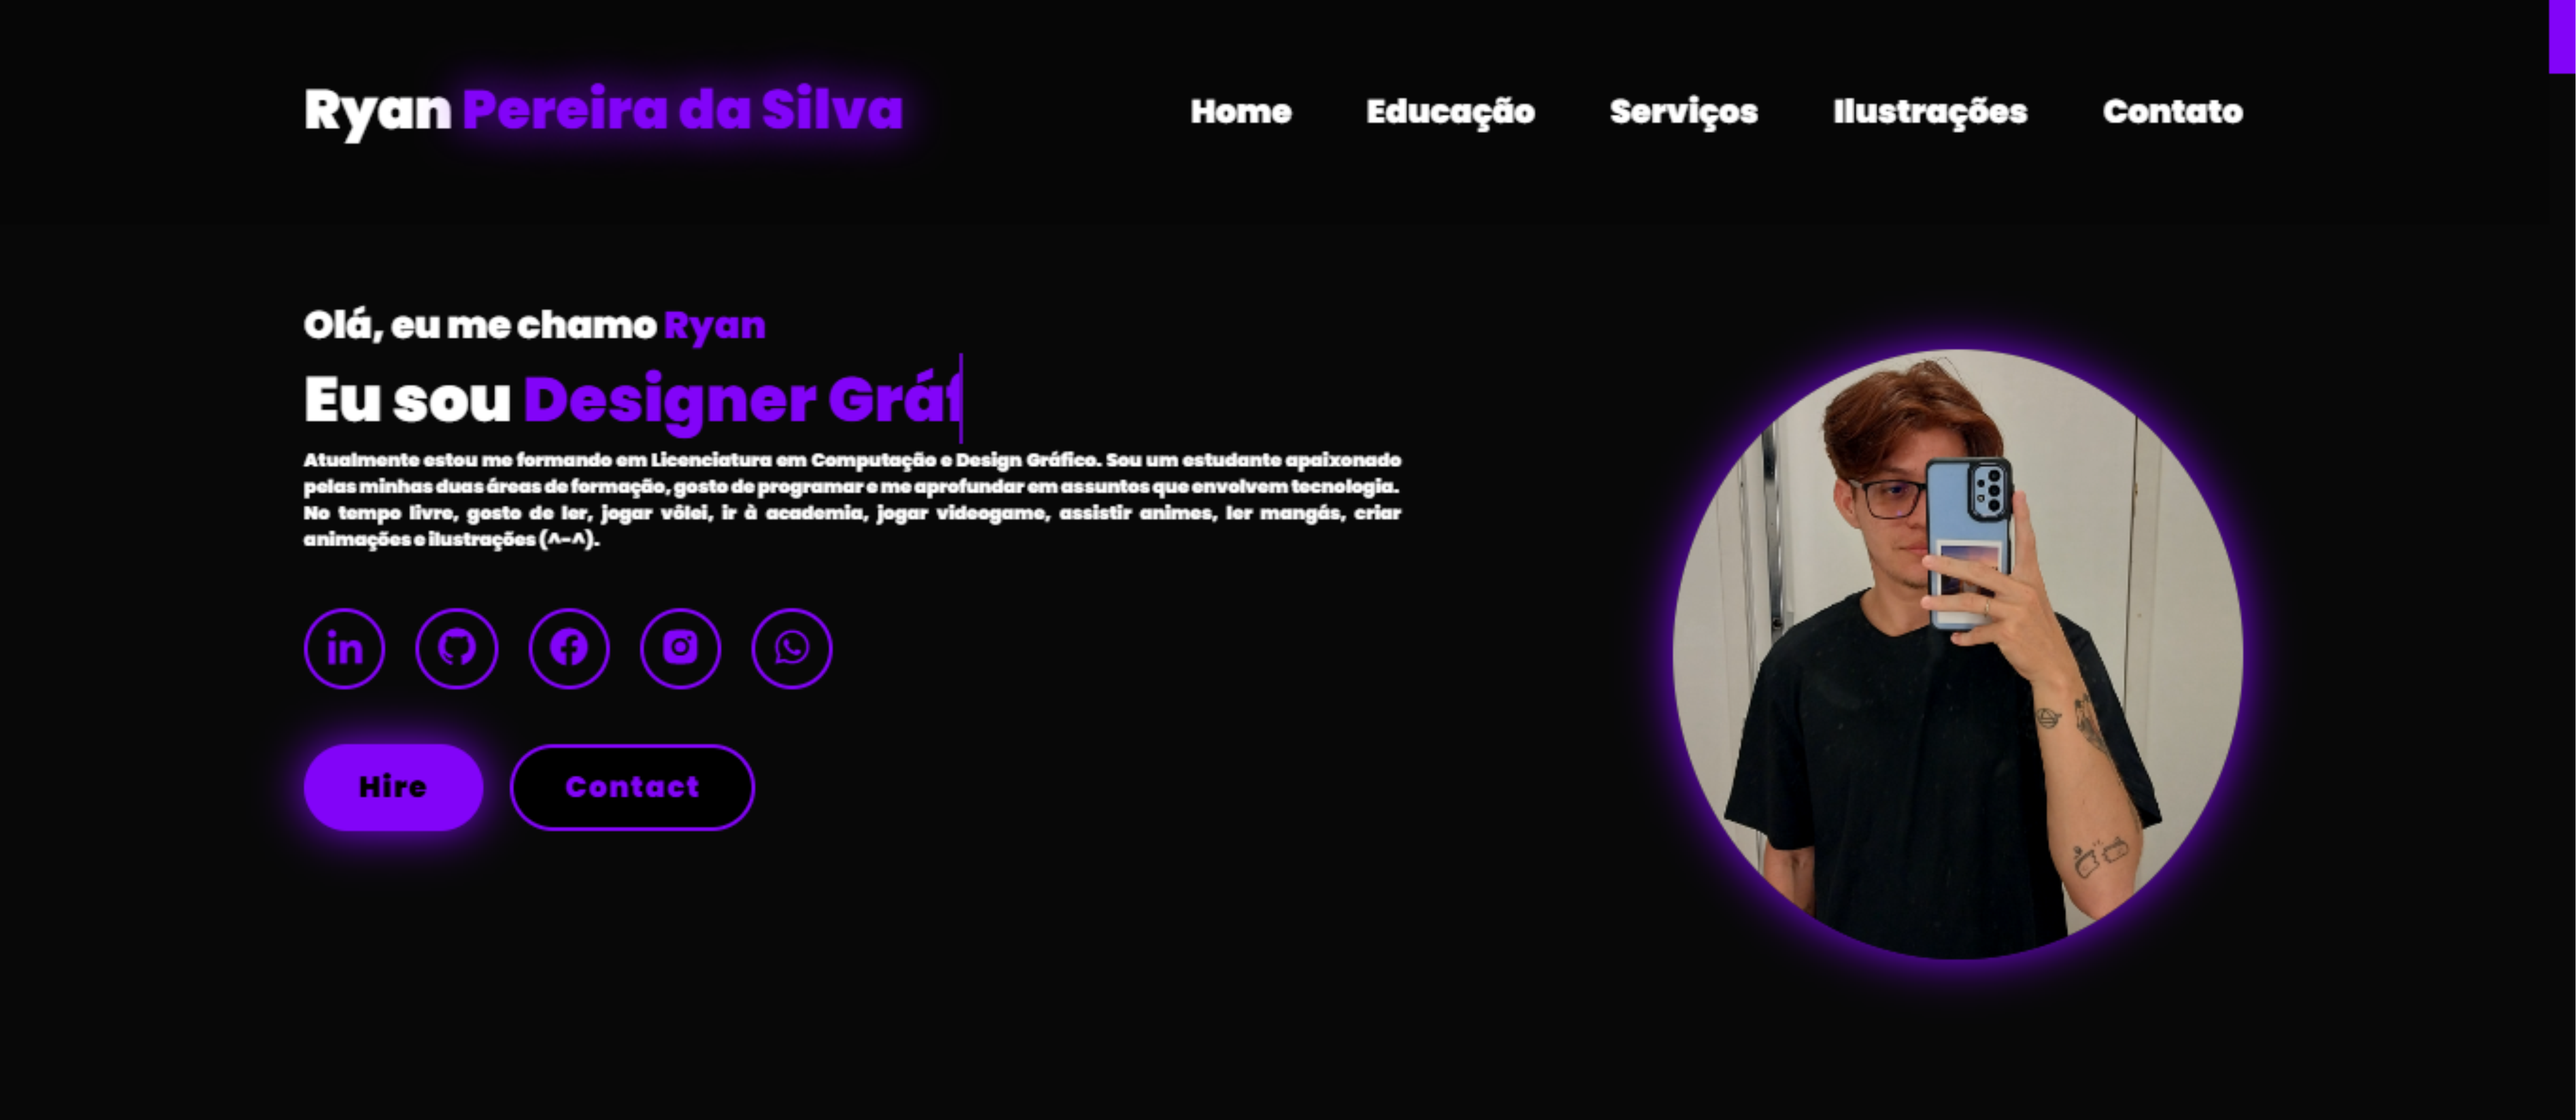 Ryan Pereira da Silva
Home
Educação
Serviços
Ilustrações
Contato
Olá, eu me chamo Ryan
Eu sou Designer Gráf
Atualmente estou me formando em Licenciatura em Computação e Design Gráfico. Sou um estudante apaixonado
pelas minhas duas áreas de formação, gosto de programar e me aprofundar em assuntos que envolvem tecnologia.
No tempo livre, gosto de ler, jogar vôlei, ir à academia, jogar videogame, assistir animes, ler mangás, criar
animações e ilustrações (^-^).
in
Hire
Contact